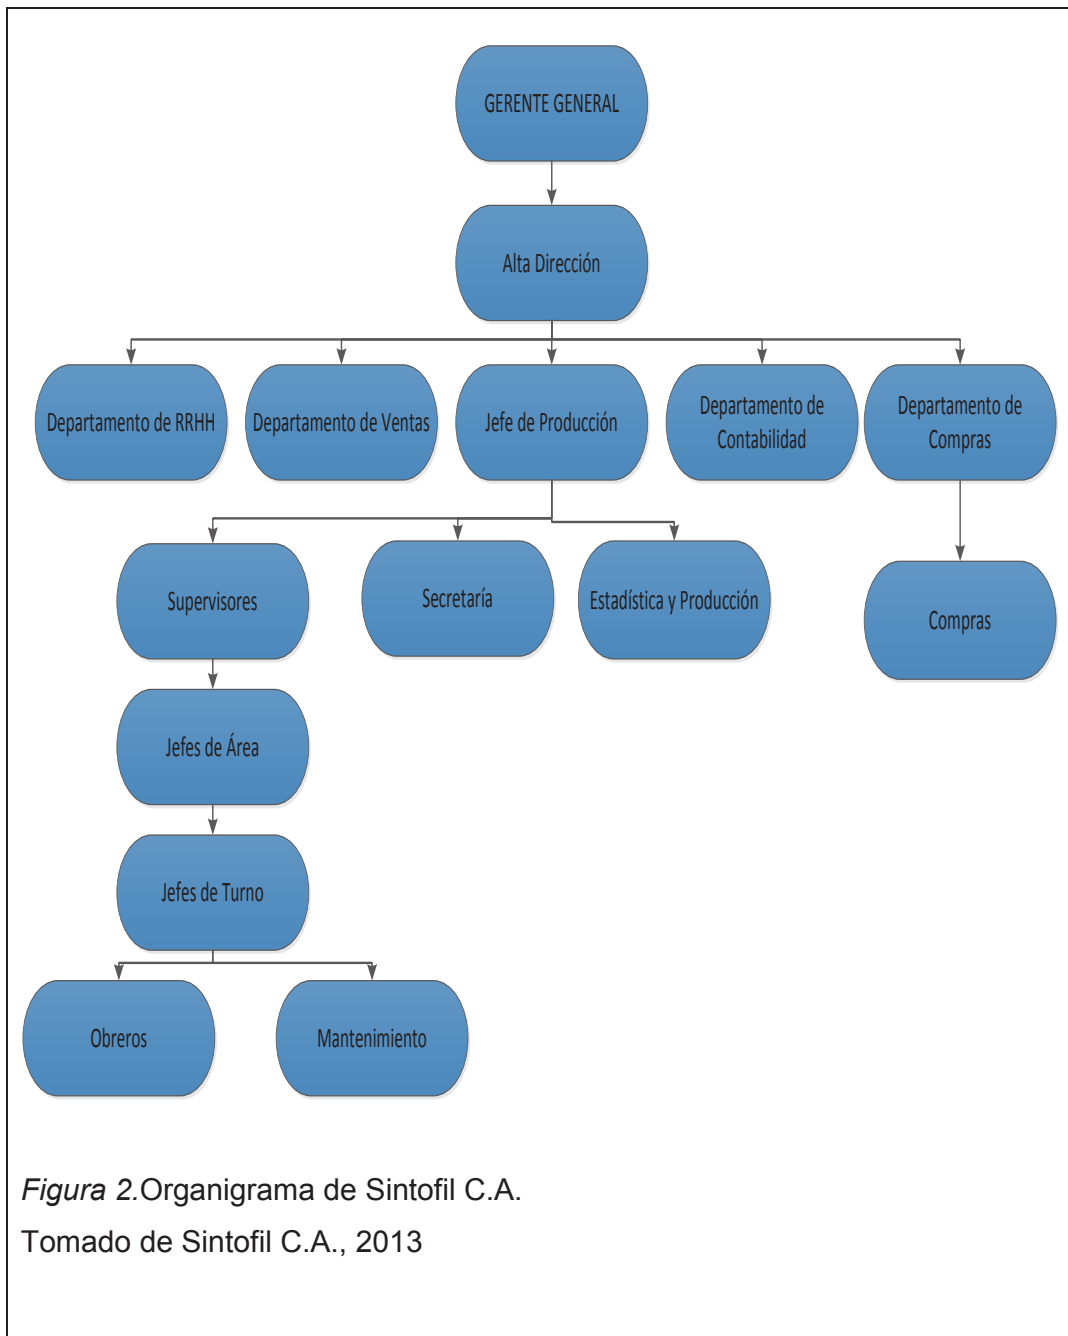 GERENTE GENERAL
Alta Dirección
Departamento de RRHH
Departamento de Ventas
Jefe de Producción
Departamento de
Contabilidad
Departamento de
Compras
Supervisores
Secretaría
Estadística y Producción
Compras
Jefes de Área
Jefes de Turno
Obreros
Mantenimiento
Figura 2.Organigrama de Sintofil C.A.
Tomado de Sintofil C.A., 2013